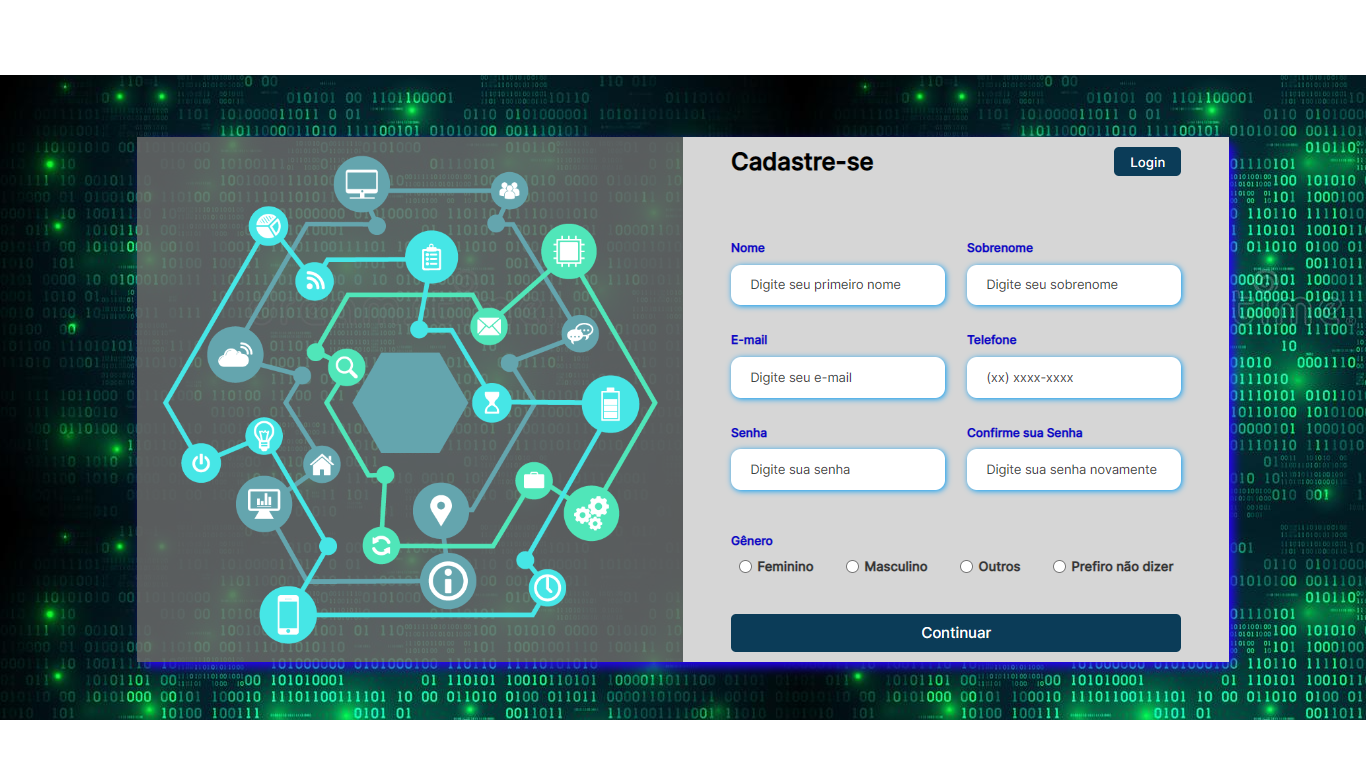 Cadastre-se
Login
Nome
Sobrenome
Digite seu primeiro nome
Digite seu sobrenome
E-mail
Telefone
Digite seu e-mail
(xx) xxxx-xxxx
Senha
Confirme sua Senha
Digite sua senha
Digite sua senha novamente
Gênero
Feminino
Masculino
Outros
Prefiro não dizer
Continuar